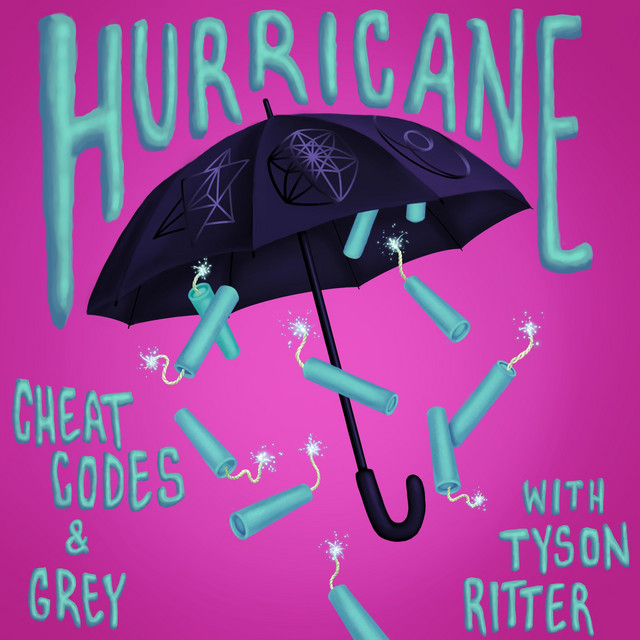 HURRICANE
CHEAT
CODES
&
GREY
WITH
TYSON
RITTER